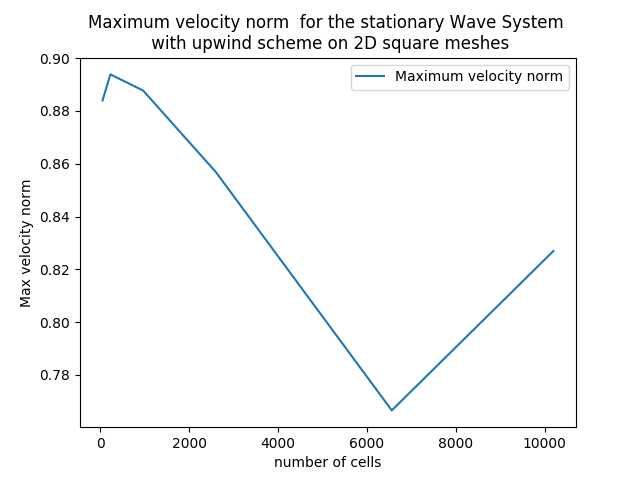 Maximum velocity norm  for the stationary Wave System
with upwind scheme on 2D square meshes
Maximum velocity norm
0.90
0.88
0.86
0.84
0.82
0.80
0.78
Max velocity norm
0 2000 4000 6000 8000 10000
number of cells